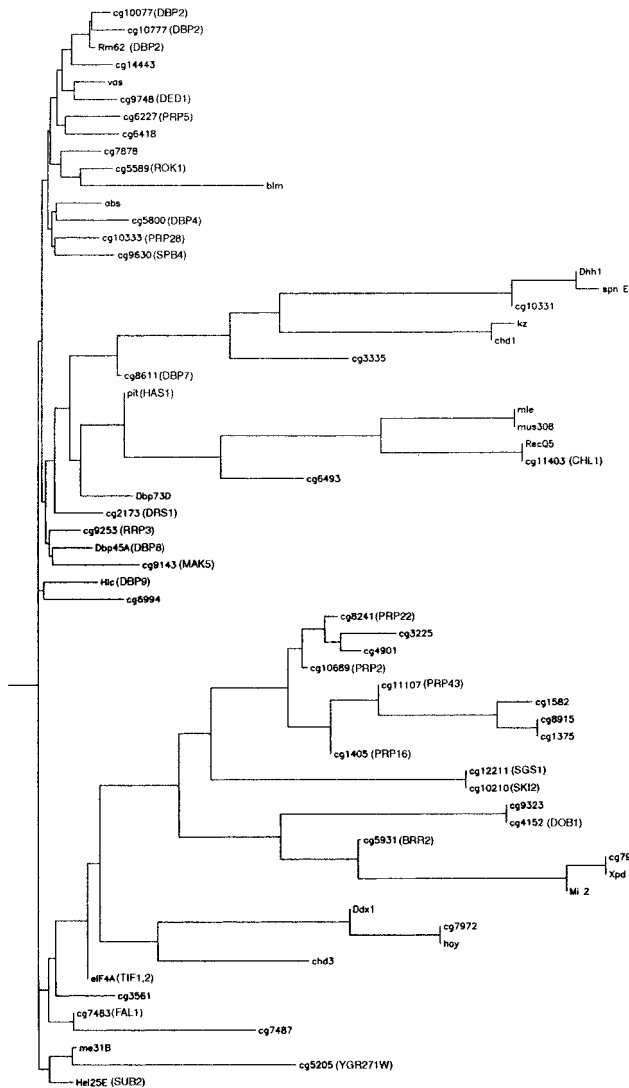 cg10077 (DBP2)
cg10777 (DBP2)
Rm62 (DBP2)
cg14443
vas
cg9748 (DED1)
cg6227 (PRP5)
cg6418
cg7878
cg5589 (ROK1)
blm
abs
cg5800 (DBP4)
cg10333 (PRP28)
cg9630 (SPB4)
Dhh1
spn E
cg10331
kz
chd1
cg3335
cg8611 (DBP7)
pit (HAS1)
mle
mus308
RecQ5
cg11403 (CHL1)
cg6493
Dbp73D
cg2173 (DRS1)
cg9253 (RRP3)
Dbp45A (DBP8)
cg9143 (MAK5)
Hlc (DBP9)
cg6994
cg8241 (PRP22)
cg3225
cg4901
cg10689 (PRP2)
cg11107 (PRP43)
cg1582
cg8915
cg1375
cg1405 (PRP16)
cg12211 (SGS1)
cg10210 (SKI2)
cg9323
cg4152 (DOB1)
cg5931 (BRR2)
cg79
Xpd
Mi 2
Ddx1
cg7972
hay
chd3
eIF4A (TIF1,2)
cg3561
cg7483 (FAL1)
cg7487
me31B
cg5205 (YGR271W)
Hel25E (SUB2)